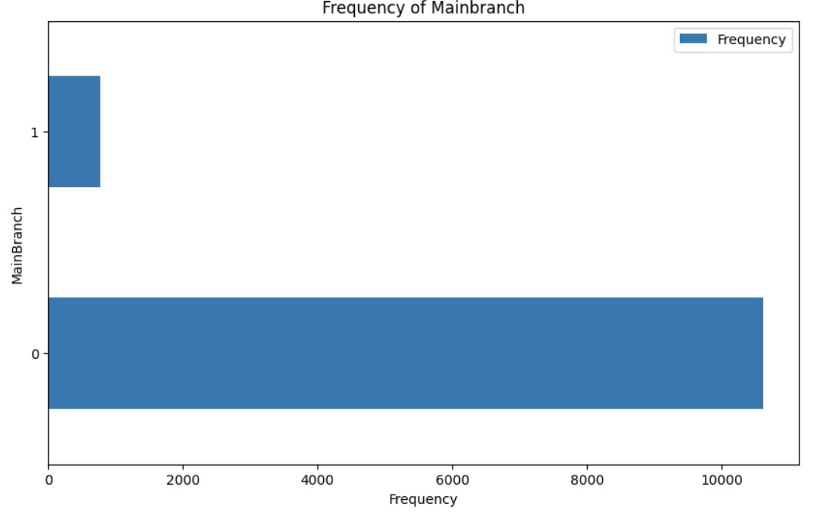 Frequency of Mainbranch
Frequency
1
MainBranch
0
0 2000 4000 6000 8000 10000
Frequency